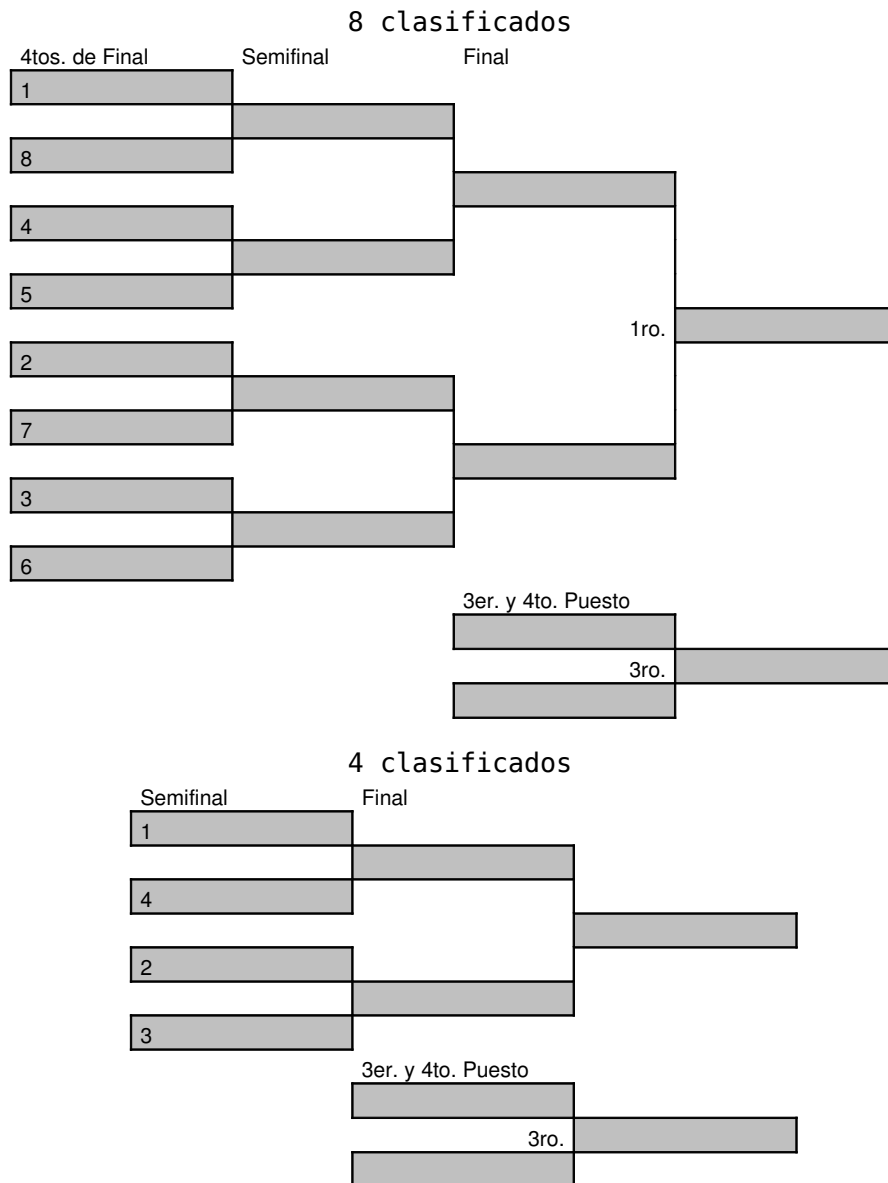 8 clasificados
4tos. de Final Semifinal Final
1
8
4
5
1ro.
2
7
3
6
3er. y 4to. Puesto
3ro.
4 clasificados
Semifinal Final
1
4
2
3
3er. y 4to. Puesto
3ro.